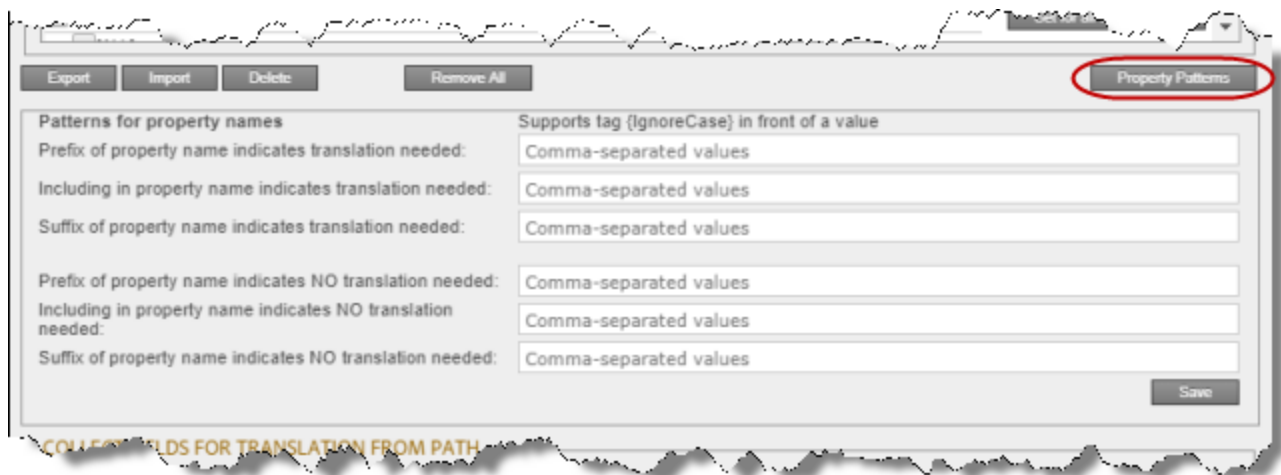 Export Import Delete Remove All Property Patterns
Patterns for property names Supports tag {IgnoreCase} in front of a value
Prefix of property name indicates translation needed: Comma-separated values
Including in property name indicates translation needed: Comma-separated values
Suffix of property name indicates translation needed: Comma-separated values
Prefix of property name indicates NO translation needed: Comma-separated values
Including in property name indicates NO translation
needed: Comma-separated values
Suffix of property name indicates NO translation needed: Comma-separated values
Save
FOR TRANSLATION FROM PATH